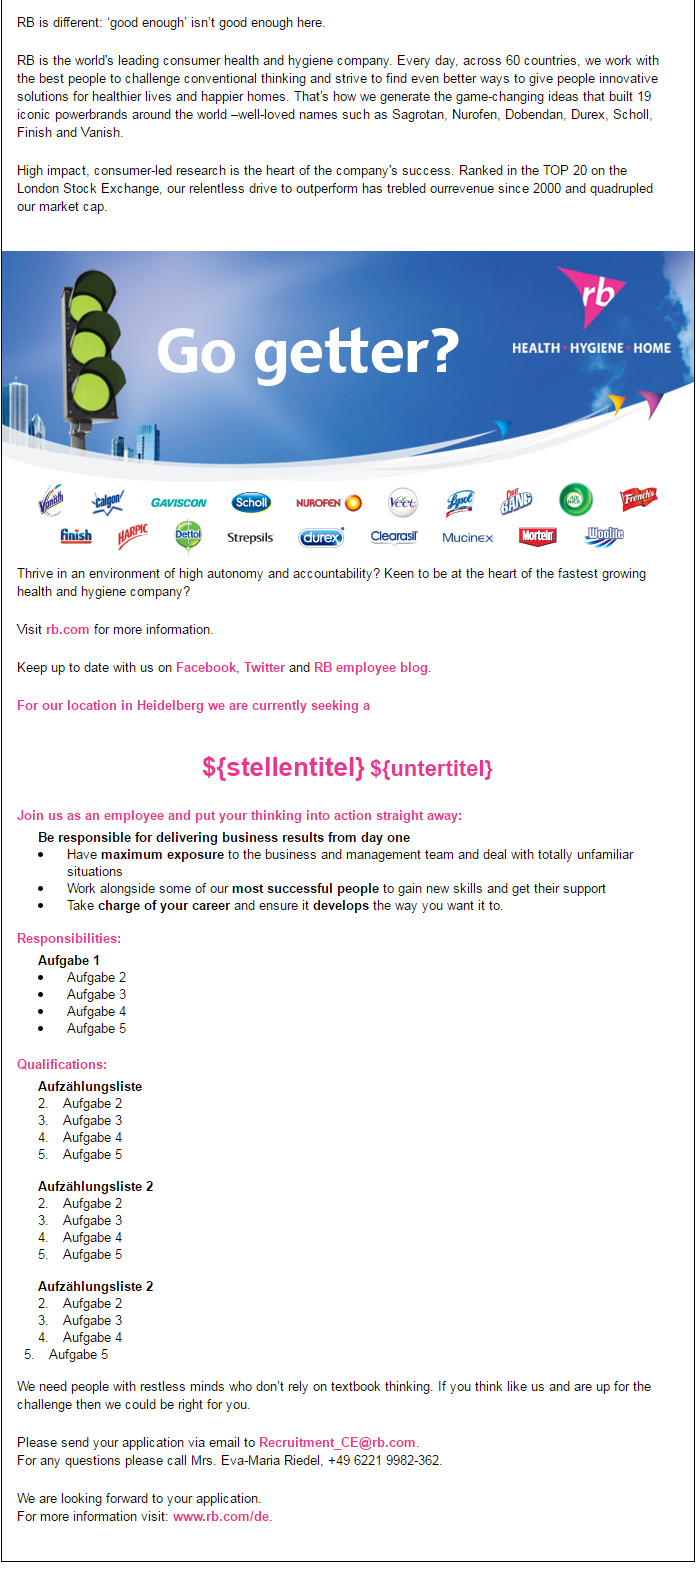 RB is different: ‘good enough’ isn’t good enough here.
RB is the world’s leading consumer health and hygiene company. Every day, across 60 countries, we work with
the best people to challenge conventional thinking and strive to find even better ways to give people innovative
solutions for healthier lives and happier homes. That’s how we generate the game-changing ideas that built 19
iconic powerbrands around the world –well-loved names such as Sagrotan, Nurofen, Dobendan, Durex, Scholl,
Finish and Vanish.
High impact, consumer-led research is the heart of the company's success. Ranked in the TOP 20 on the
London Stock Exchange, our relentless drive to outperform has trebled ourrevenue since 2000 and quadrupled
our market cap.
rb
Go getter?
HEALTH • HYGIENE • HOME
Vanish Calgon GAVISCON Scholl NUROFEN Veet Lysol Cillit BANG AIR WICK French's
finish HARPIC Dettol Strepsils durex Clearasil Mucinex Mortein Woolite
Thrive in an environment of high autonomy and accountability? Keen to be at the heart of the fastest growing
health and hygiene company?
Visit rb.com for more information.
Keep up to date with us on Facebook, Twitter and RB employee blog.
For our location in Heidelberg we are currently seeking a
${stellentitel} ${untertitel}
Join us as an employee and put your thinking into action straight away:
Be responsible for delivering business results from day one
• Have maximum exposure to the business and management team and deal with totally unfamiliar
situations
• Work alongside some of our most successful people to gain new skills and get their support
• Take charge of your career and ensure it develops the way you want it to.
Responsibilities:
Aufgabe 1
• Aufgabe 2
• Aufgabe 3
• Aufgabe 4
• Aufgabe 5
Qualifications:
Aufzählungsliste
2. Aufgabe 2
3. Aufgabe 3
4. Aufgabe 4
5. Aufgabe 5
Aufzählungsliste 2
2. Aufgabe 2
3. Aufgabe 3
4. Aufgabe 4
5. Aufgabe 5
Aufzählungsliste 2
2. Aufgabe 2
3. Aufgabe 3
4. Aufgabe 4
5. Aufgabe 5
We need people with restless minds who don’t rely on textbook thinking. If you think like us and are up for the
challenge then we could be right for you.
Please send your application via email to Recruitment_CE@rb.com.
For any questions please call Mrs. Eva-Maria Riedel, +49 6221 9982-362.
We are looking forward to your application.
For more information visit: www.rb.com/de.